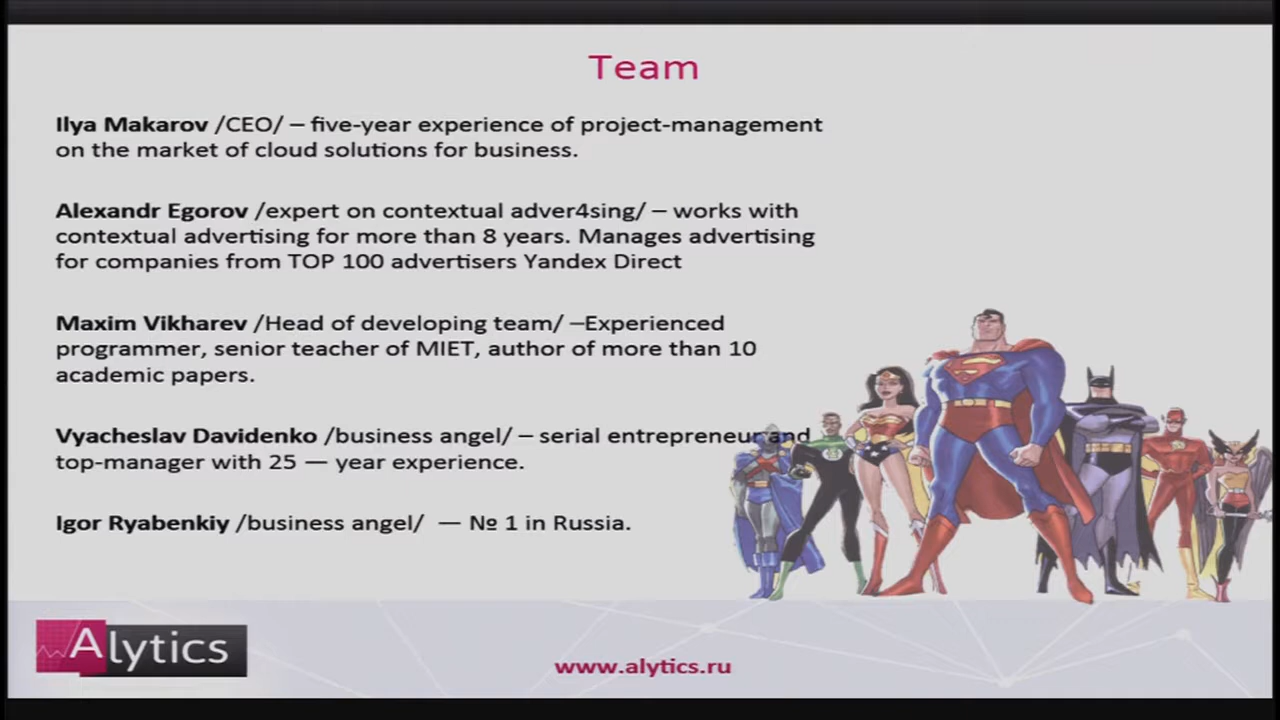 Team
Ilya Makarov /CEO/ – five-year experience of project-management
on the market of cloud solutions for business.
Alexandr Egorov /expert on contextual adver4sing/ – works with
contextual advertising for more than 8 years. Manages advertising
for companies from TOP 100 advertisers Yandex Direct
Maxim Vikharev /Head of developing team/ –Experienced
programmer, senior teacher of MIET, author of more than 10
academic papers.
Vyacheslav Davidenko /business angel/ – serial entrepreneur and
top-manager with 25 — year experience.
Igor Ryabenkiy /business angel/ — № 1 in Russia.
Alytics
www.alytics.ru